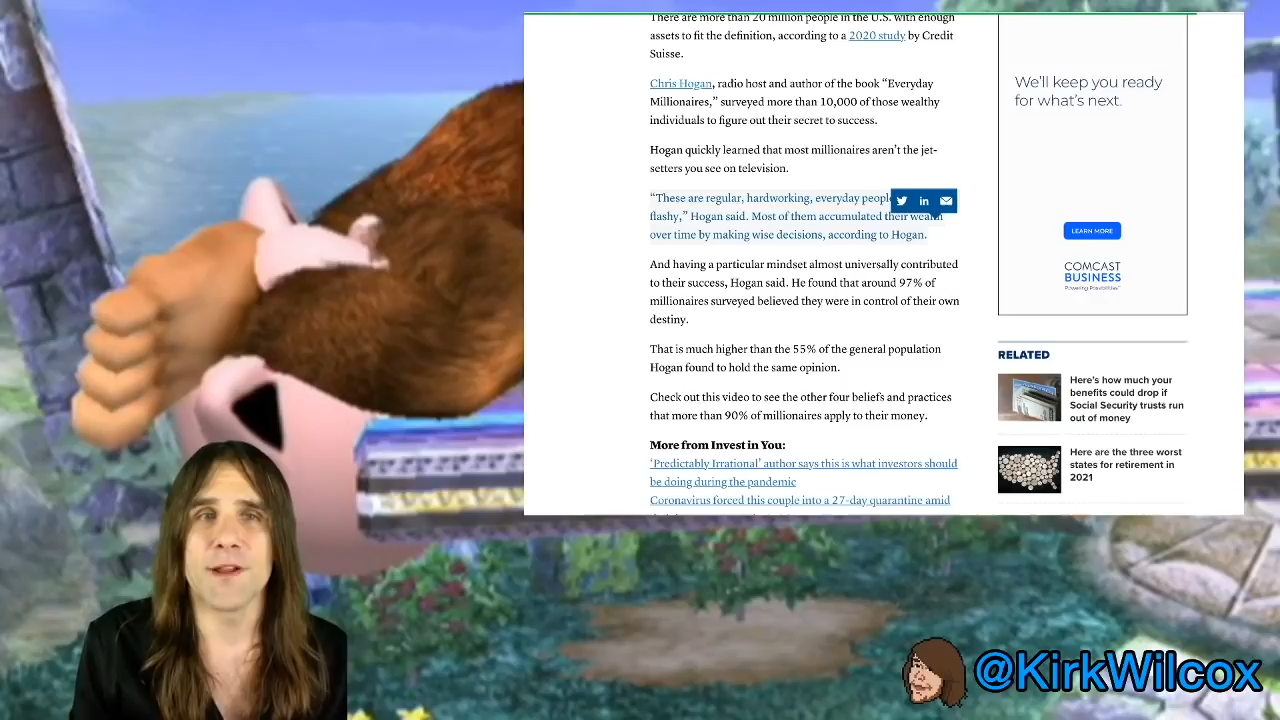 There are more than 20 million people in the U.S. with enough
assets to fit the definition, according to a 2020 study by Credit
Suisse.
Chris Hogan, radio host and author of the book “Everyday
Millionaires,” surveyed more than 10,000 of those wealthy
individuals to figure out their secret to success.
Hogan quickly learned that most millionaires aren’t the jet-
setters you see on television.
“These are regular, hardworking, everyday people
flashy,” Hogan said. Most of them accumulated their wealth
over time by making wise decisions, according to Hogan.
And having a particular mindset almost universally contributed
to their success, Hogan said. He found that around 97% of
millionaires surveyed believed they were in control of their own
destiny.
That is much higher than the 55% of the general population
Hogan found to hold the same opinion.
Check out this video to see the other four beliefs and practices
that more than 90% of millionaires apply to their money.
More from Invest in You:
‘Predictably Irrational’ author says this is what investors should
be doing during the pandemic
Coronavirus forced this couple into a 27-day quarantine amid
We’ll keep you ready
for what’s next.
LEARN MORE
COMCAST
BUSINESS
Powering Possibilities™
RELATED
Here’s how much your
benefits could drop if
Social Security trusts run
out of money
Here are the three worst
states for retirement in
2021
@KirkWilcox